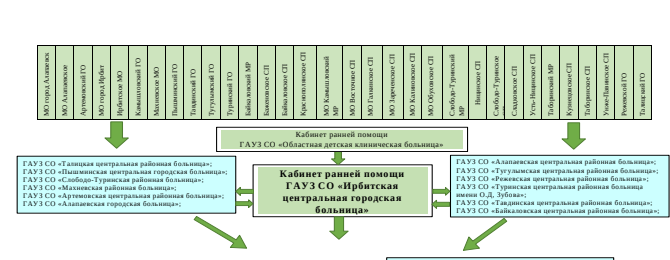 МО город Алапаевск
МО Алапаевское
Артемовский ГО
МО город Ирбит
Ирбитское МО
Камышловский ГО
Махневское МО
Пышминский ГО
Талицкий ГО
Тугулымский ГО
Туринский ГО
Байкаловский МР
Баженовское СП
Байкаловское СП
Краснополянское СП
МО Камышловский
МР
МО Восточное СП
МО Галкинское СП
МО Зареченское СП
МО Калиновское СП
МО Обуховское СП
Слободо-Туринский
МР
Ницинское СП
Слободо-Туринское СП
Сладковское СП
Усть-Ницинское СП
Таборинский МР
Кузнецовское СП
Таборинское СП
Унже-Павинское СП
Режевской ГО
Кабинет ранней помощи
ГАУЗ СО «Областная детская клиническая больница»
ГАУЗ СО «Талицкая центральная районная больница»;
ГАУЗ СО «Пышминская центральная городская больница»;
ГАУЗ СО «Слободо-Туринская районная больница»;
ГАУЗ СО «Махневская районная больница»;
ГАУЗ СО «Артемовская центральная районная больница»;
ГАУЗ СО «Алапаевская городская больница»;
Кабинет ранней помощи
ГАУЗ СО «Ирбитская
центральная городская
больница»
ГАУЗ СО «Алапаевская центральная районная больница»;
ГАУЗ СО «Тугулымская центральная районная больница»;
ГАУЗ СО «Режевская центральная районная больница»;
ГАУЗ СО «Туринская центральная районная больница
имени О.Д. Зубова»;
ГАУЗ СО «Тавдинская центральная районная больница»;
ГАУЗ СО «Байкаловская центральная районная больница»;